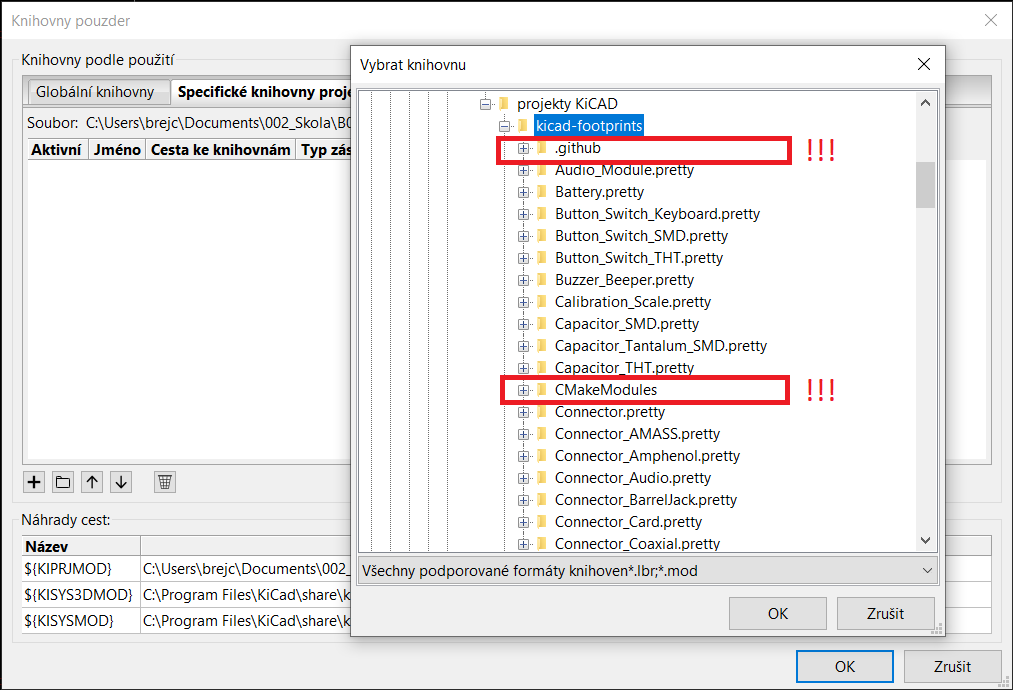 Knihovny pouzder
Knihovny podle použití
Globální knihovny
Specifické knihovny proje
Soubor: C:\Users\brejc\Documents\002_Skola\BC
Aktivní Jméno Cesta ke knihovnám Typ zás
Vybrat knihovnu
projekty KiCAD
kicad-footprints
.github
!!!
Audio_Module.pretty
Battery.pretty
Button_Switch_Keyboard.pretty
Button_Switch_SMD.pretty
Button_Switch_THT.pretty
Buzzer_Beeper.pretty
Calibration_Scale.pretty
Capacitor_SMD.pretty
Capacitor_Tantalum_SMD.pretty
Capacitor_THT.pretty
CMakeModules
!!!
Connector.pretty
Connector_AMASS.pretty
Connector_Amphenol.pretty
Connector_Audio.pretty
Connector_BarrelJack.pretty
Connector_Card.pretty
Connector_Coaxial.pretty
Všechny podporované formáty knihoven*.lbr;*.mod
OK
Zrušit
Náhrady cest:
Název
${KIPRJMOD} C:\Users\brejc\Documents\002_
${KISYS3DMOD} C:\Program Files\KiCad\share\k
${KISYSMOD} C:\Program Files\KiCad\share\k
OK
Zrušit